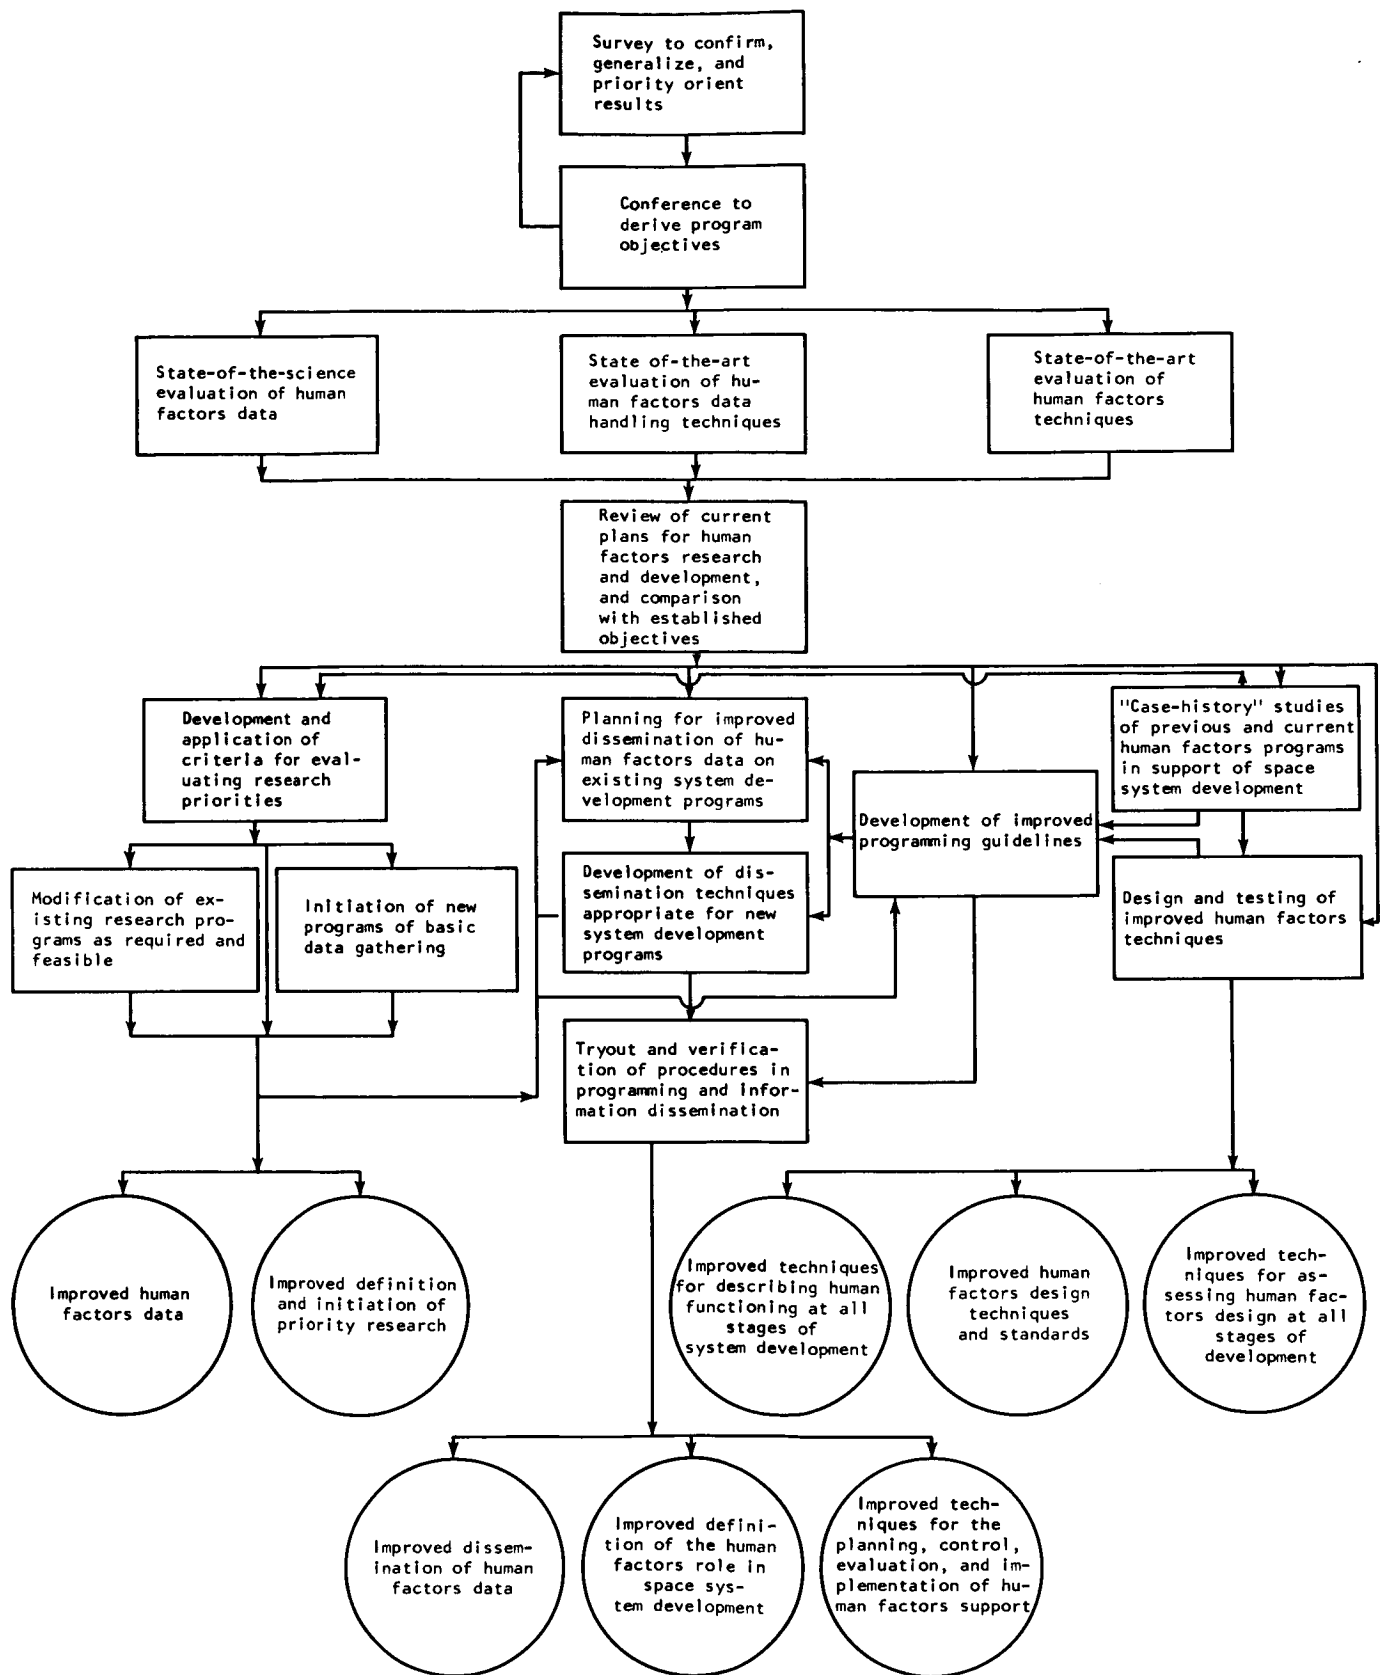 Survey to confirm,
generalize, and
priority orient
results
Conference to
derive program
objectives
State-of-the-science
evaluation of human
factors data
State of-the-art
evaluation of hu-
man factors data
handling techniques
State-of-the-art
evaluation of
human factors
techniques
Review of current
plans for human
factors research
and development,
and comparison
with established
objectives
Development and
application of
criteria for eval-
uating research
priorities
Planning for improved
dissemination of hu-
man factors data on
existing system de-
velopment programs
"Case-history" studies
of previous and current
human factors programs
in support of space
system development
Development of improved
programming guidelines
Modification of ex-
isting research pro-
grams as required and
feasible
Initiation of new
programs of basic
data gathering
Development of dis-
semination techniques
appropriate for new
system development
programs
Design and testing of
improved human factors
techniques
Tryout and verifica-
tion of procedures in
programming and infor-
mation dissemination
Improved human
factors data
Improved definition
and initiation of
priority research
Improved techniques
for describing human
functioning at all
stages of
system development
Improved human
factors design
techniques
and standards
Improved tech-
niques for as-
sessing human fac-
tors design at all
stages of
development
Improved dissem-
ination of human
factors data
Improved defini-
tion of the human
factors role in
space sys-
tem development
Improved tech-
niques for the
planning, control,
evaluation, and im-
plementation of hu-
man factors support